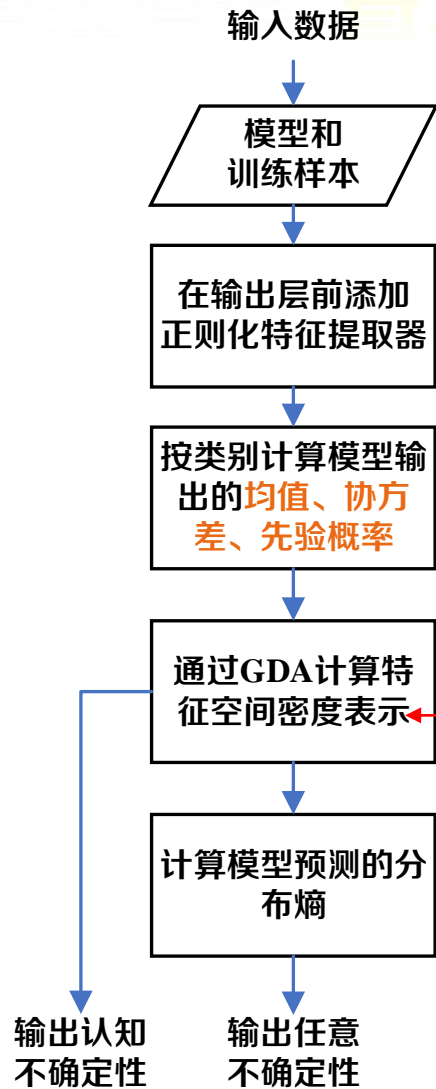 输入数据
模型和
训练样本
在输出层前添加
正则化特征提取器
按类别计算模型输
出的均值、协方
差、先验概率
通过GDA计算特
征空间密度表示
计算模型预测的分
布熵
输出认知
不确定性
输出任意
不确定性